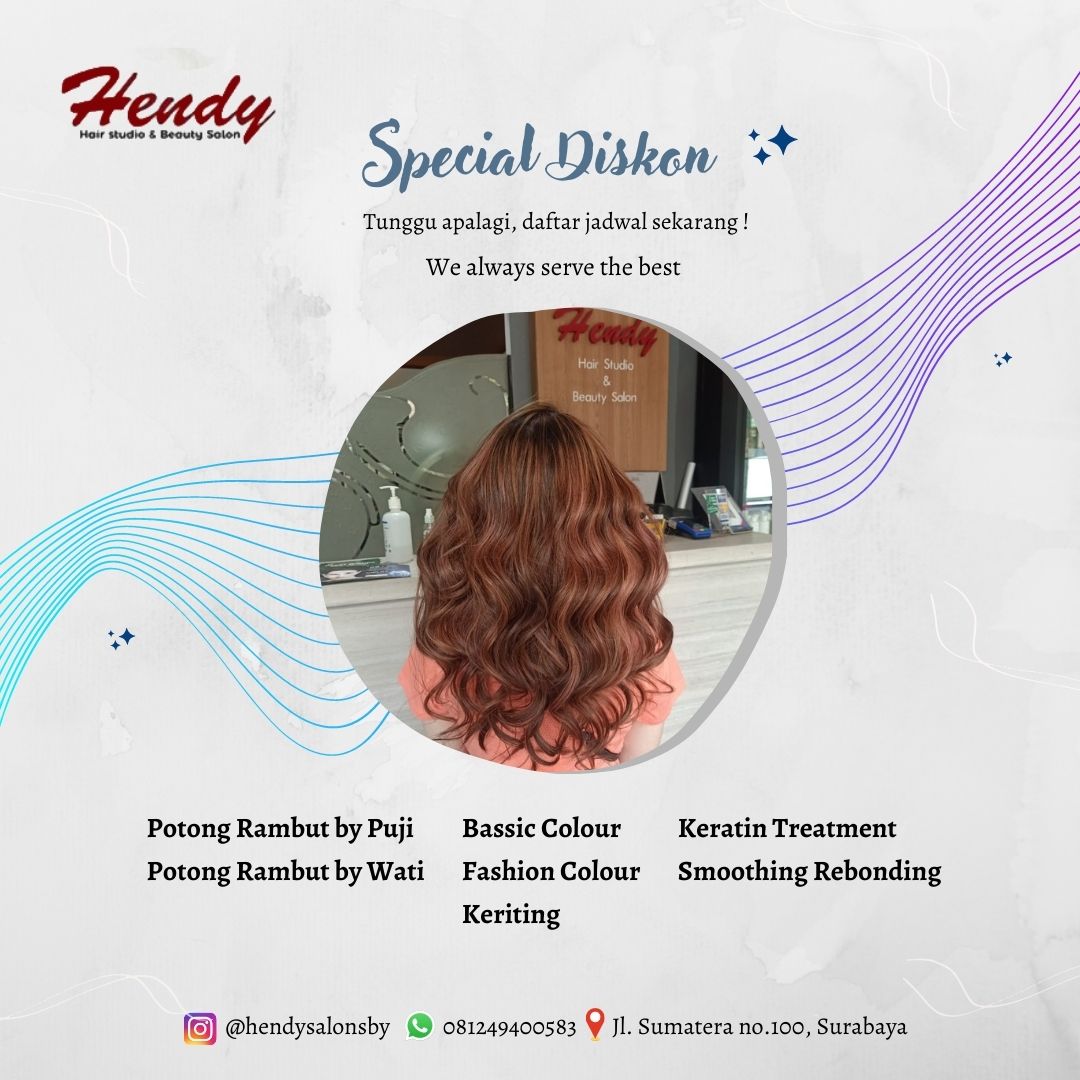 Hendy
Hair studio & Beauty Salon
Special Diskon
Tunggu apalagi, daftar jadwal sekarang !
We always serve the best
Hendy
Hair Studio
&
Beauty Salon
Potong Rambut by Puji
Potong Rambut by Wati
Bassic Colour
Fashion Colour
Keriting
Keratin Treatment
Smoothing Rebonding
@hendysalonsby
081249400583
Jl. Sumatera no.100, Surabaya